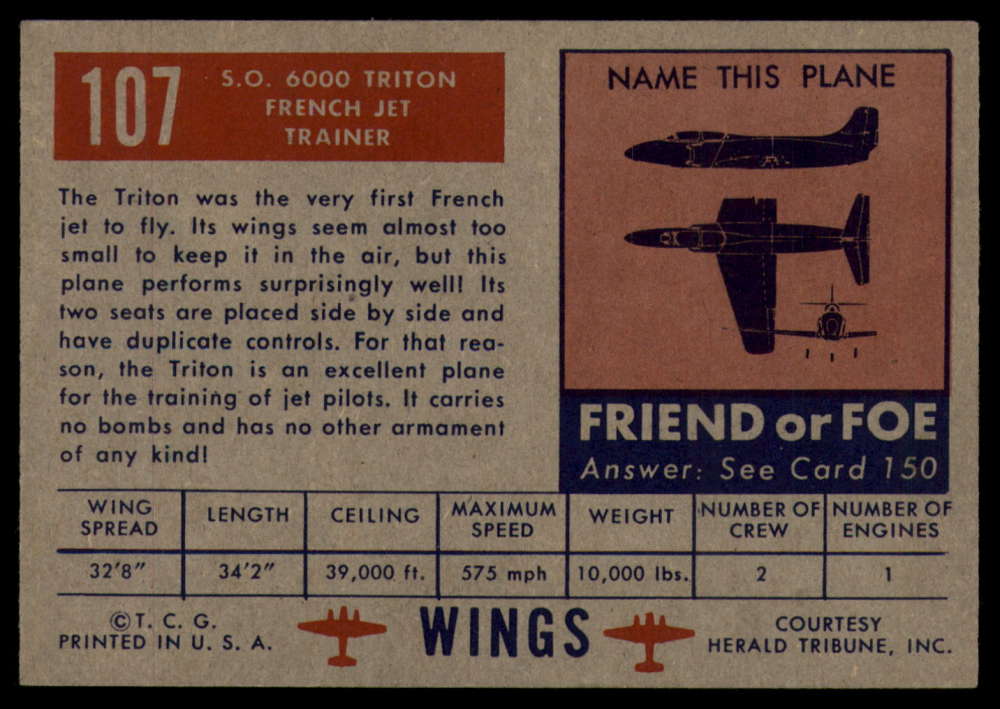 107
S.O. 6000 TRITON
FRENCH JET
TRAINER
The Triton was the very first French
jet to fly. Its wings seem almost too
small to keep it in the air, but this
plane performs surprisingly well! Its
two seats are placed side by side and
have duplicate controls. For that rea-
son, the Triton is an excellent plane
for the training of jet pilots. It carries
no bombs and has no other armament
of any kind!
NAME THIS PLANE
FRIEND or FOE
Answer: See Card 150
WING SPREAD LENGTH CEILING MAXIMUM SPEED WEIGHT NUMBER OF CREW NUMBER OF ENGINES
32'8" 34'2" 39,000 ft. 575 mph 10,000 lbs. 2 1
©T. C. G.
PRINTED IN U. S. A.
WINGS
COURTESY
HERALD TRIBUNE, INC.